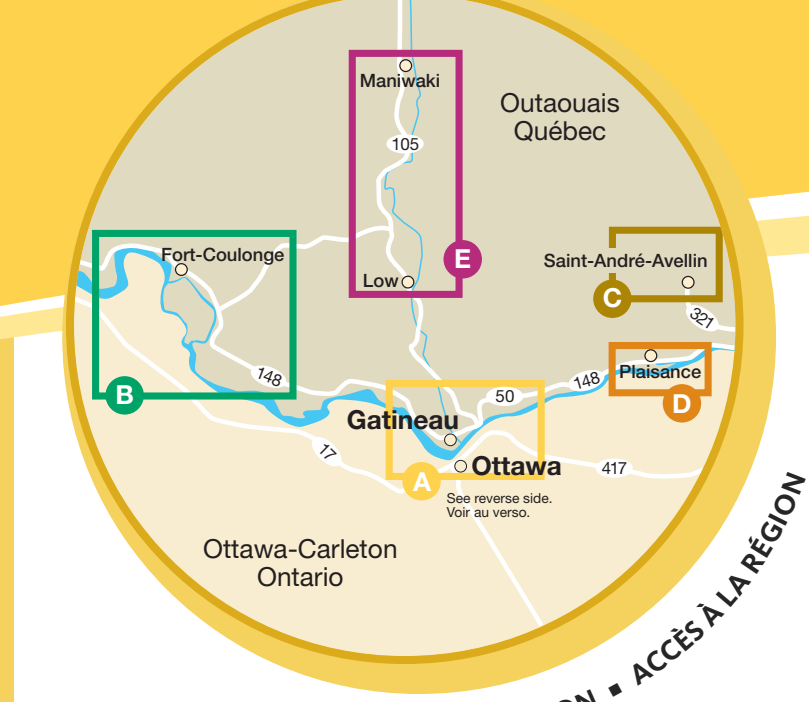 Maniwaki
Outaouais
Québec
105
Fort-Coulonge
E
Saint-André-Avellin
Low
C
321
148
B
148
50
Plaisance
D
Gatineau
17
Ottawa
417
A
See reverse side.
Voir au verso.
Ottawa-Carleton
Ontario
ON ▪ ACCÈS À LA RÉGION